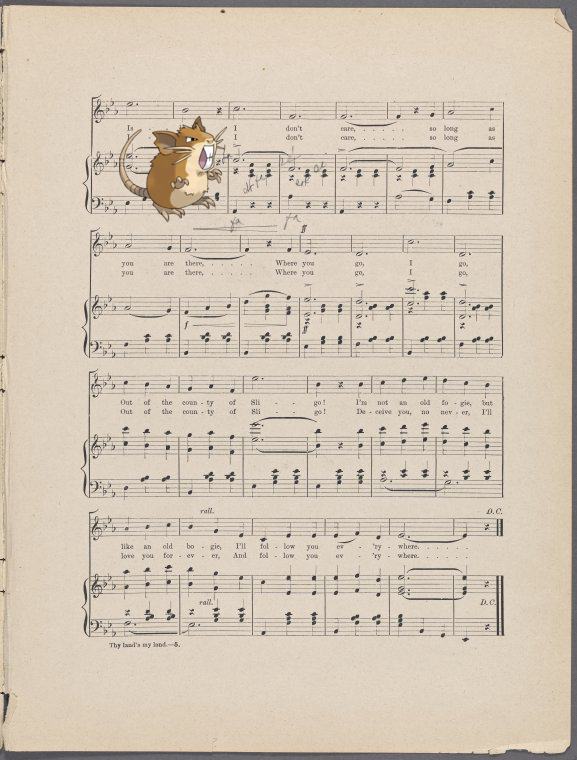 Is I don't care, . . . . . . so long as
I I don't care, . . . . . . so long as
you are there, . . . . . . Where you go, I go,
you are there, . . . . . . Where you go, I go,
Out of the coun - ty of Sli - - go! I'm not an old fo - gie, but
Out of the coun - ty of Sli - - go! De - ceive you, no nev - er, I'll
rall. D.C.
like an old bo - gie, I'll fol - low you ev - 'ry - where. . . . . .
love you for - ev - er, And fol - low you ev - 'ry - where. . . . . .
rall. D.C.
Thy land's my land.—5.